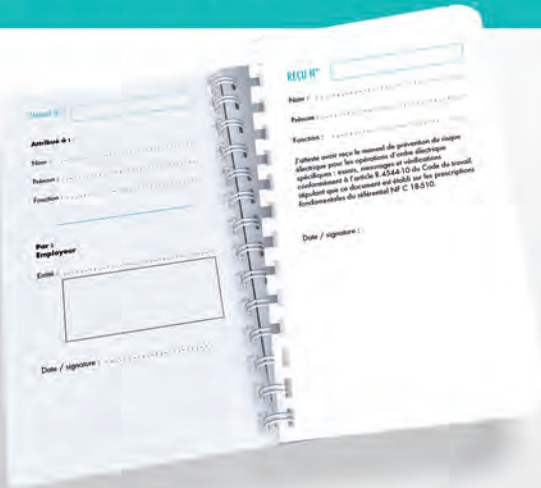 Attribué à :
Nom :
Prénom :
Fonction :
Par :
Employeur
Entité :
Date / signature :
REÇU N°
Nom :
Prénom :
Fonction :
J'atteste avoir reçu le manuel de prévention du risque
électrique pour les opérations d'ordre électrique
spécifiques : essais, mesurages et vérifications
conformément à l'article R.4544-10 du Code du travail
stipulant que ce document est établi sur les prescriptions
fondamentales du référentiel NF C 18-510.
Date / signature :